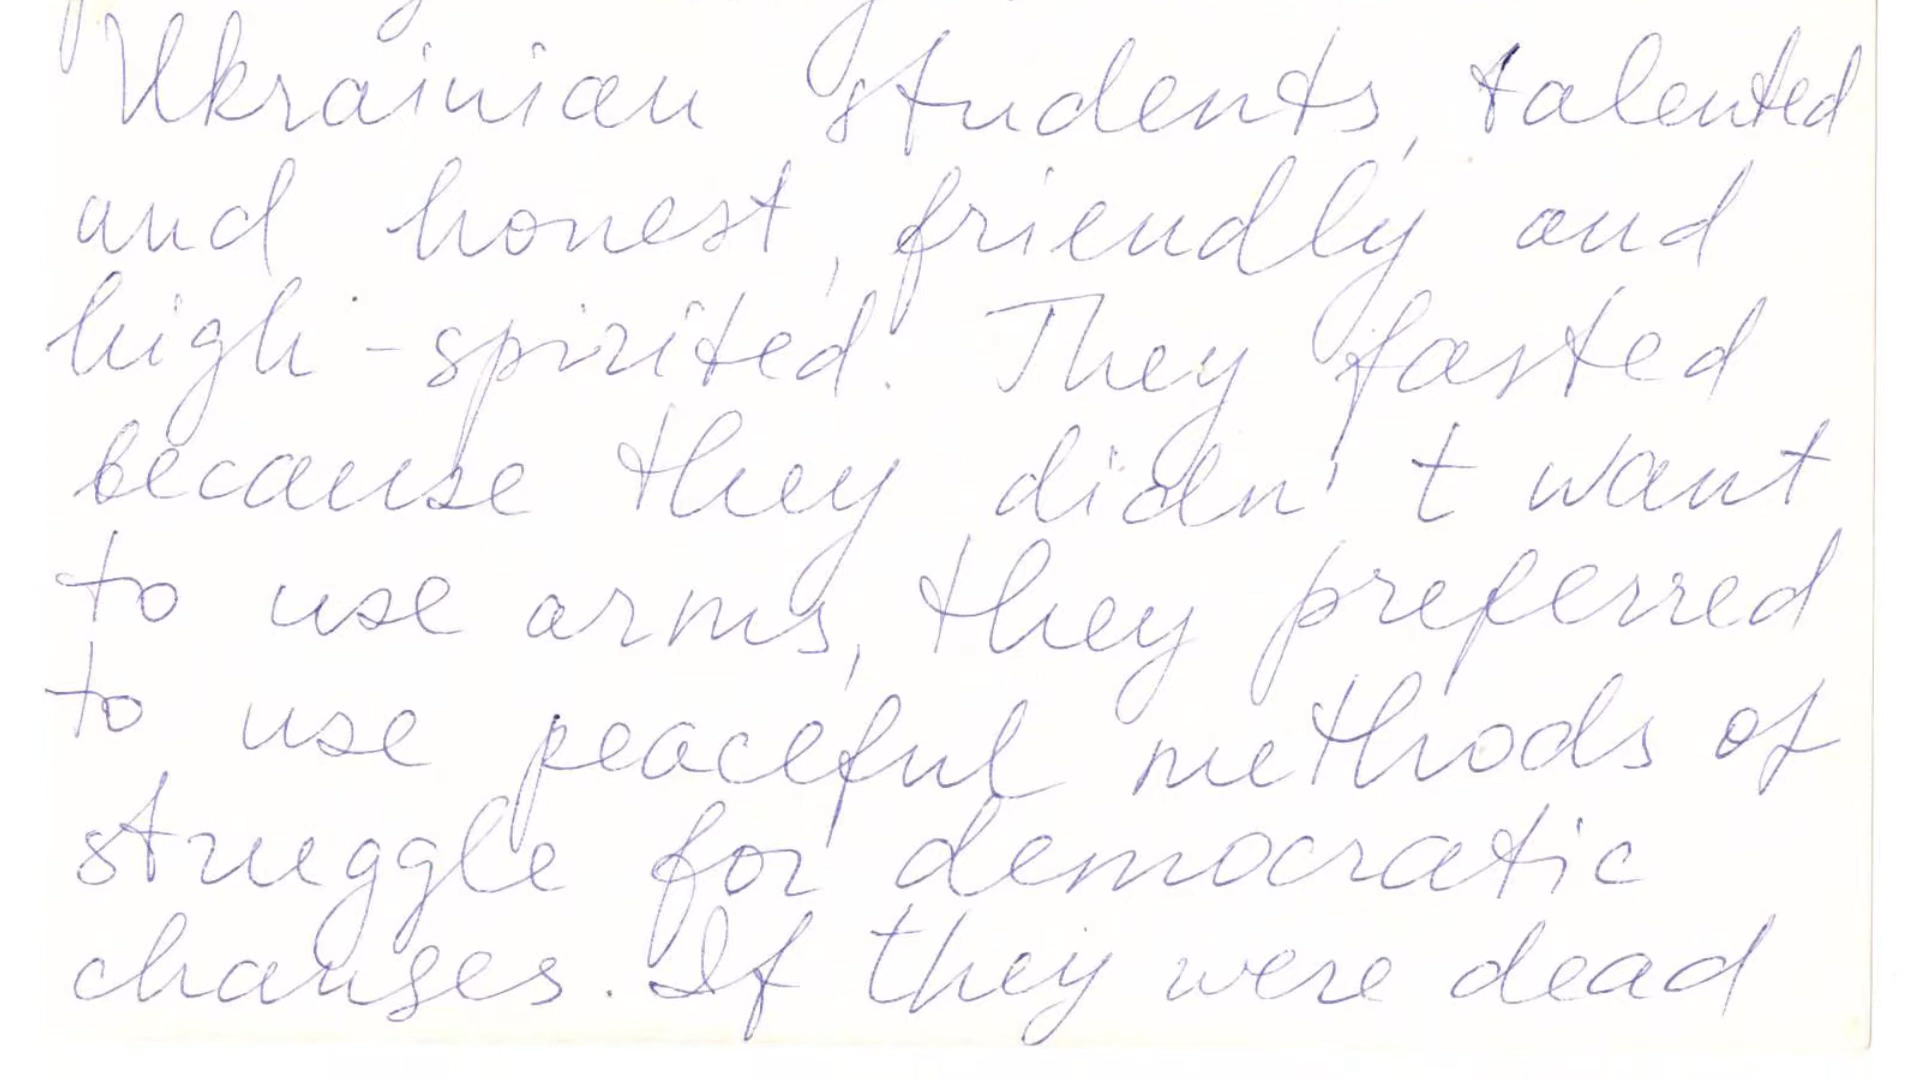 Ukrainian students, talented
and honest, friendly and
high-spirited. They fasted
because they didn't want
to use arms, they preferred
to use peaceful methods of
struggle for democratic
changes. If they were dead